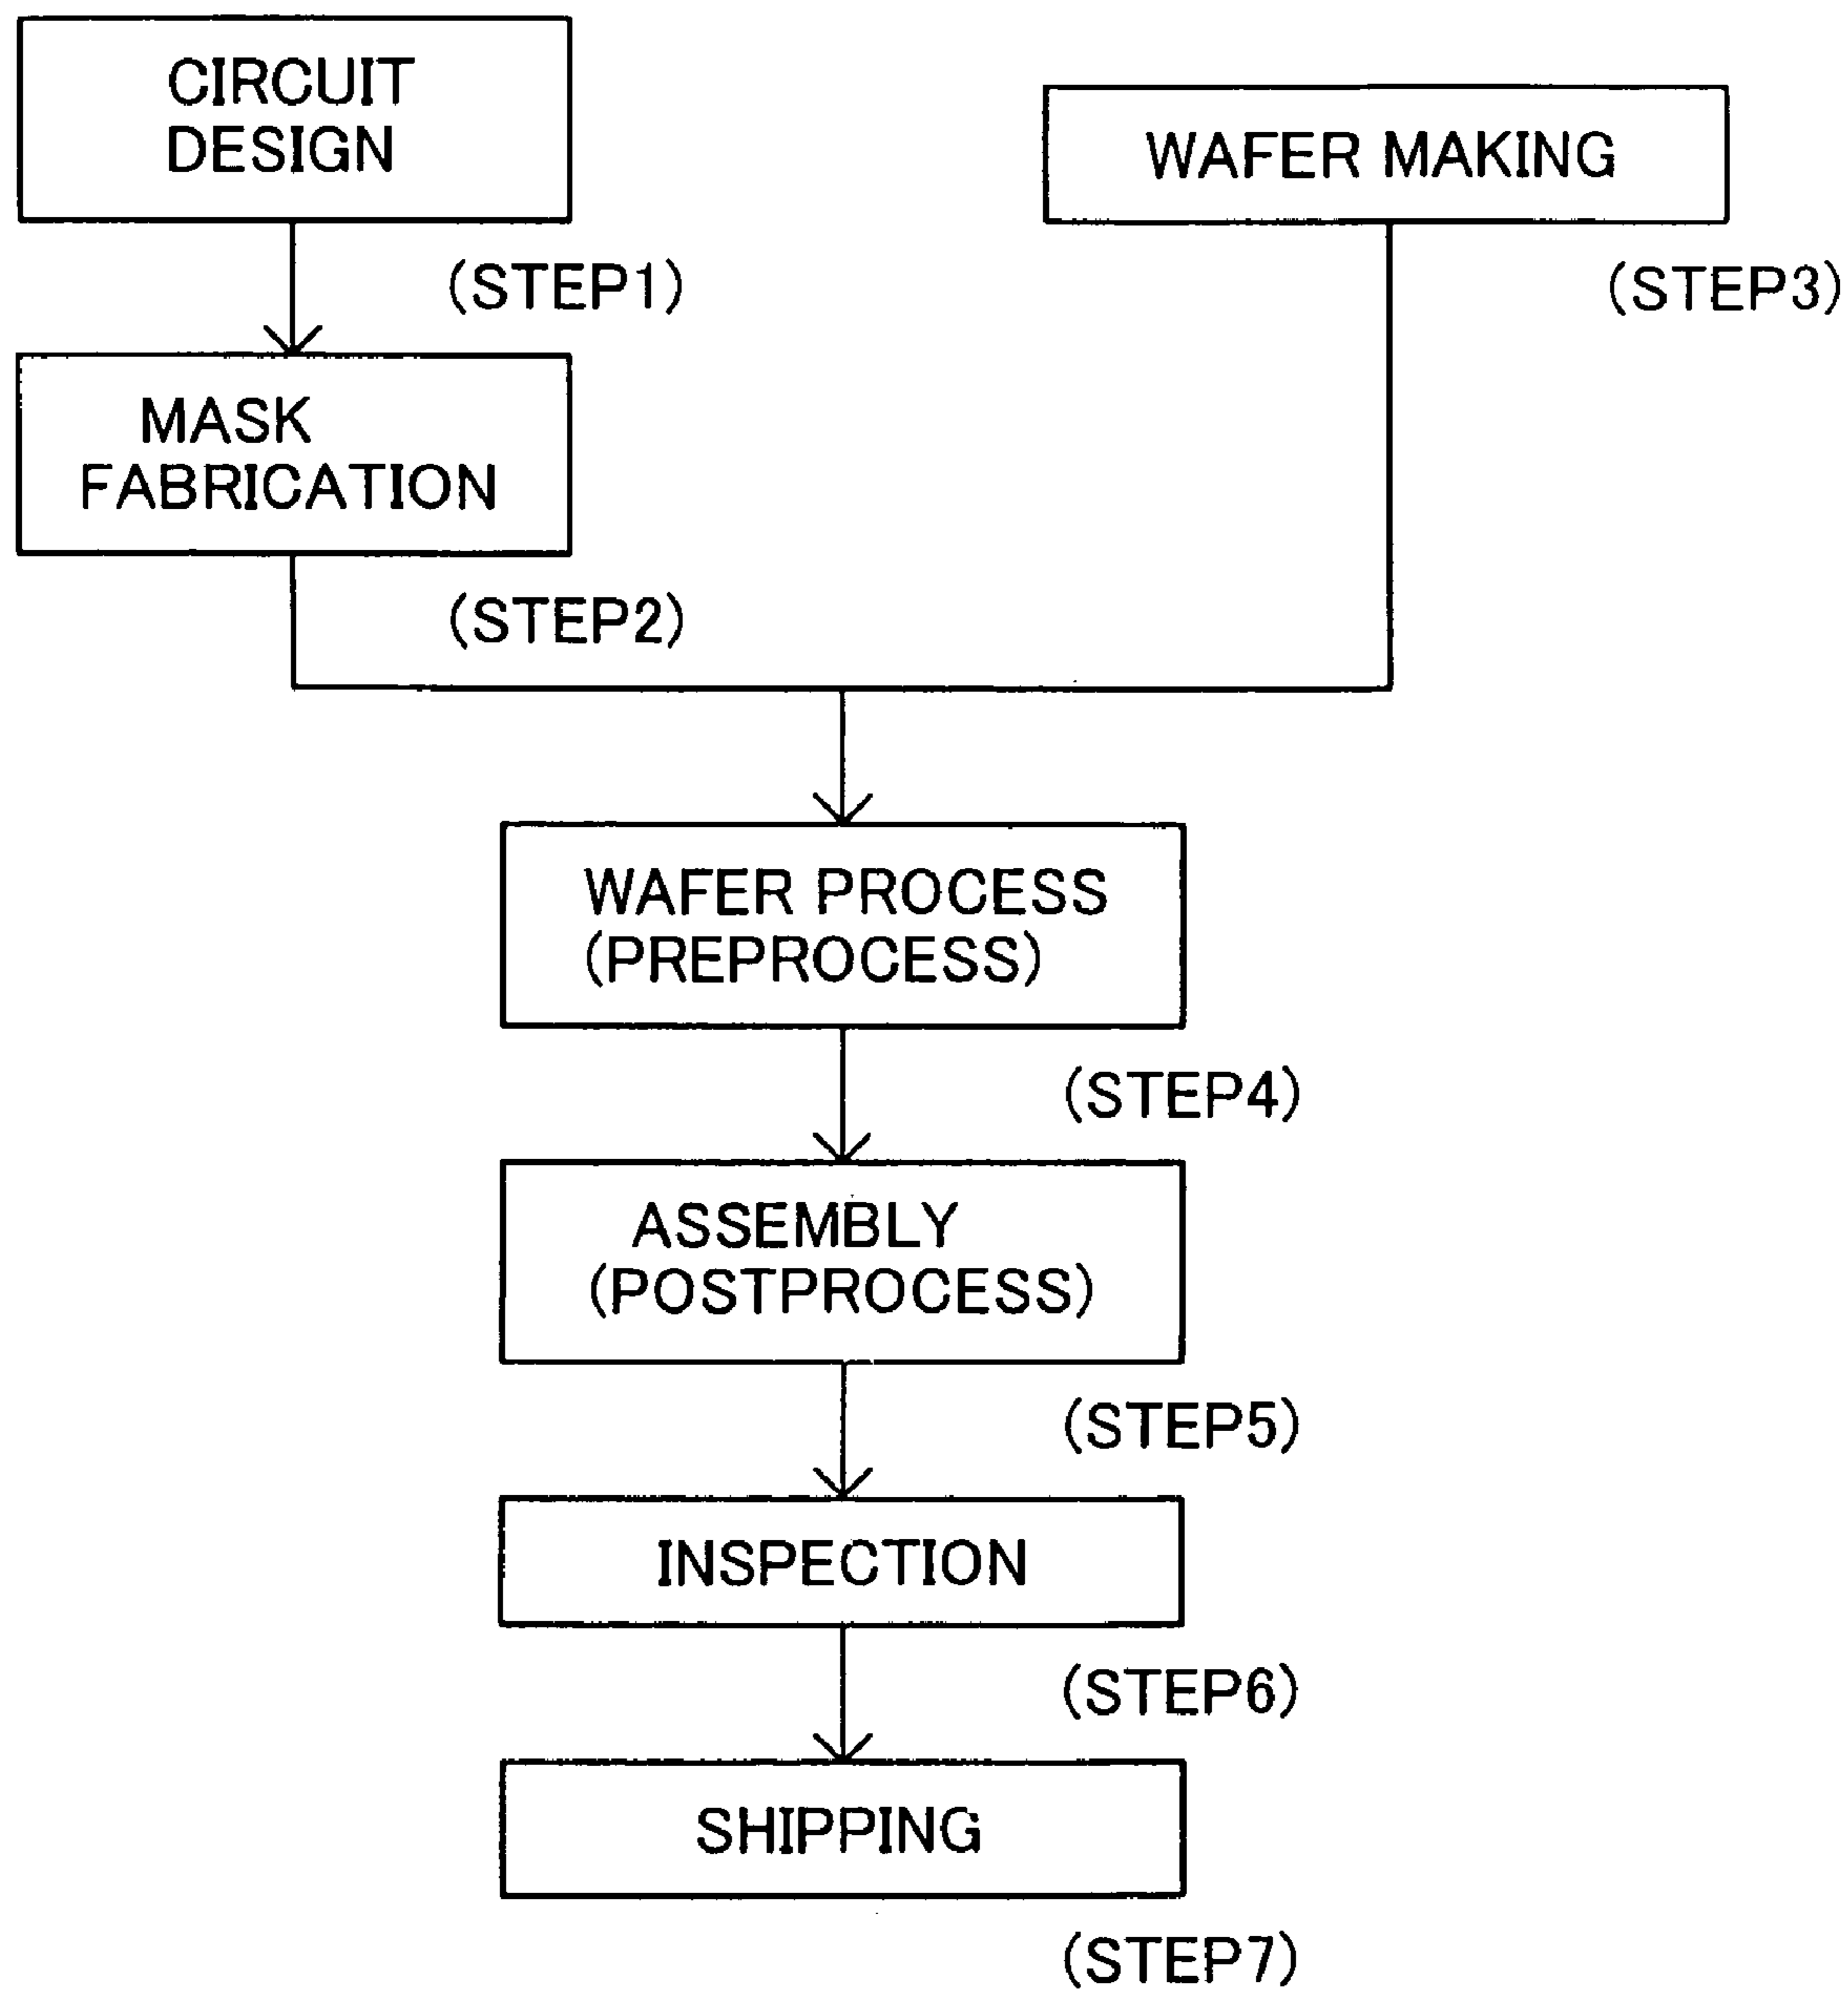 CIRCUIT
DESIGN
(STEP1)
MASK
FABRICATION
(STEP2)
WAFER MAKING
(STEP3)
WAFER PROCESS
(PREPROCESS)
(STEP4)
ASSEMBLY
(POSTPROCESS)
(STEP5)
INSPECTION
(STEP6)
SHIPPING
(STEP7)